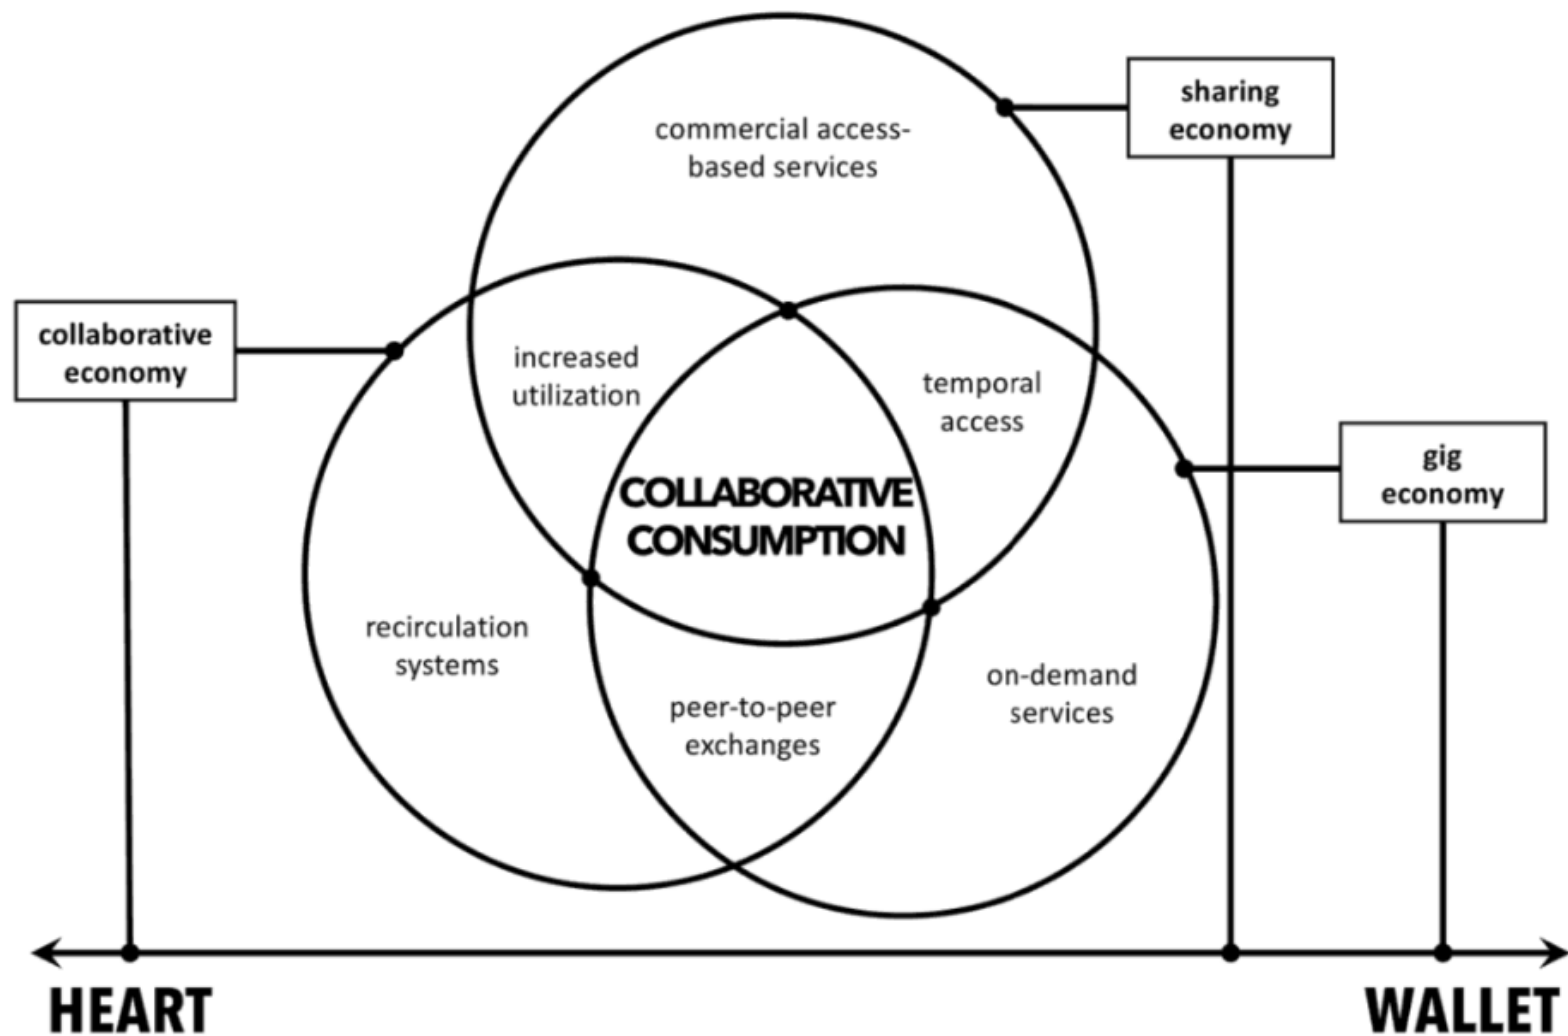 sharing
economy
commercial access-
based services
collaborative
economy
increased
utilization
temporal
access
gig
economy
COLLABORATIVE
CONSUMPTION
recirculation
systems
on-demand
services
peer-to-peer
exchanges
HEART
WALLET